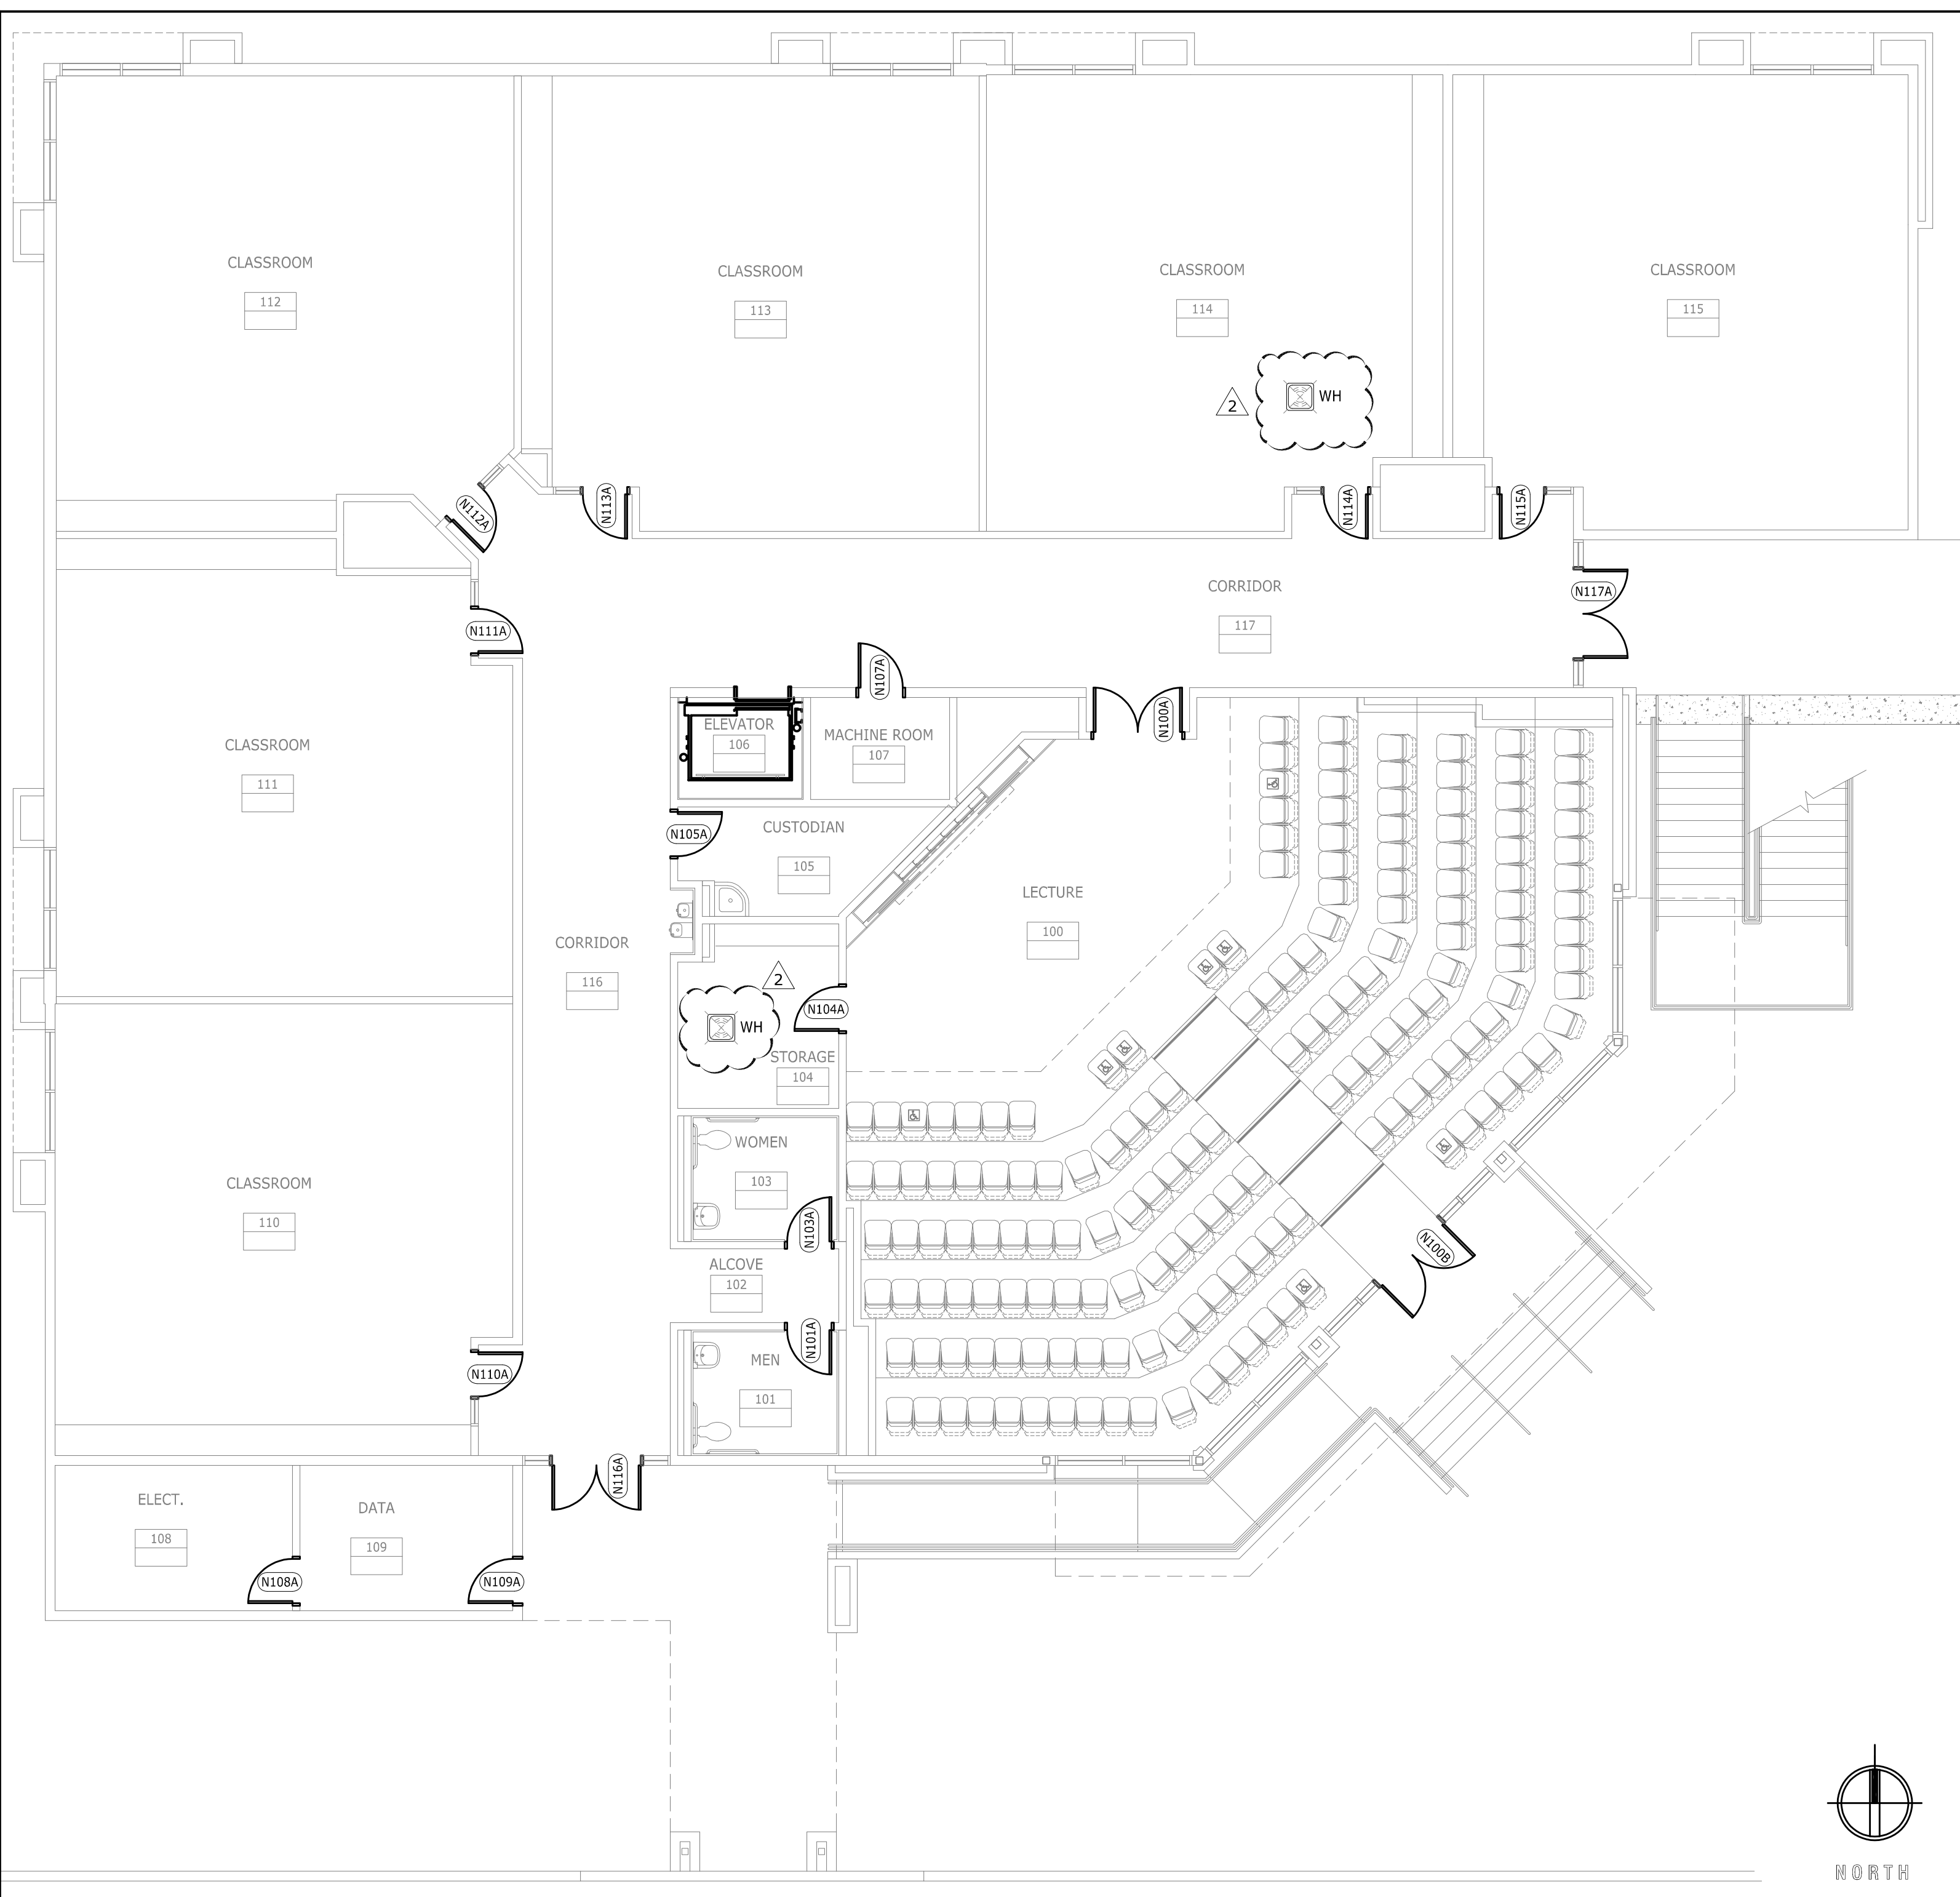 CLASSROOM
112
CLASSROOM
113
CLASSROOM
114
CLASSROOM
115
WH
2
N112A
N113A
N114A
N115A
CORRIDOR
117
N117A
N111A
N107A
N100A
ELEVATOR
106
MACHINE ROOM
107
CLASSROOM
111
N105A
CUSTODIAN
105
LECTURE
100
CORRIDOR
116
2
WH
N104A
STORAGE
104
WOMEN
103
N103A
CLASSROOM
110
ALCOVE
102
N100B
N101A
MEN
101
N110A
N116A
ELECT.
108
DATA
109
N108A
N109A
NORTH